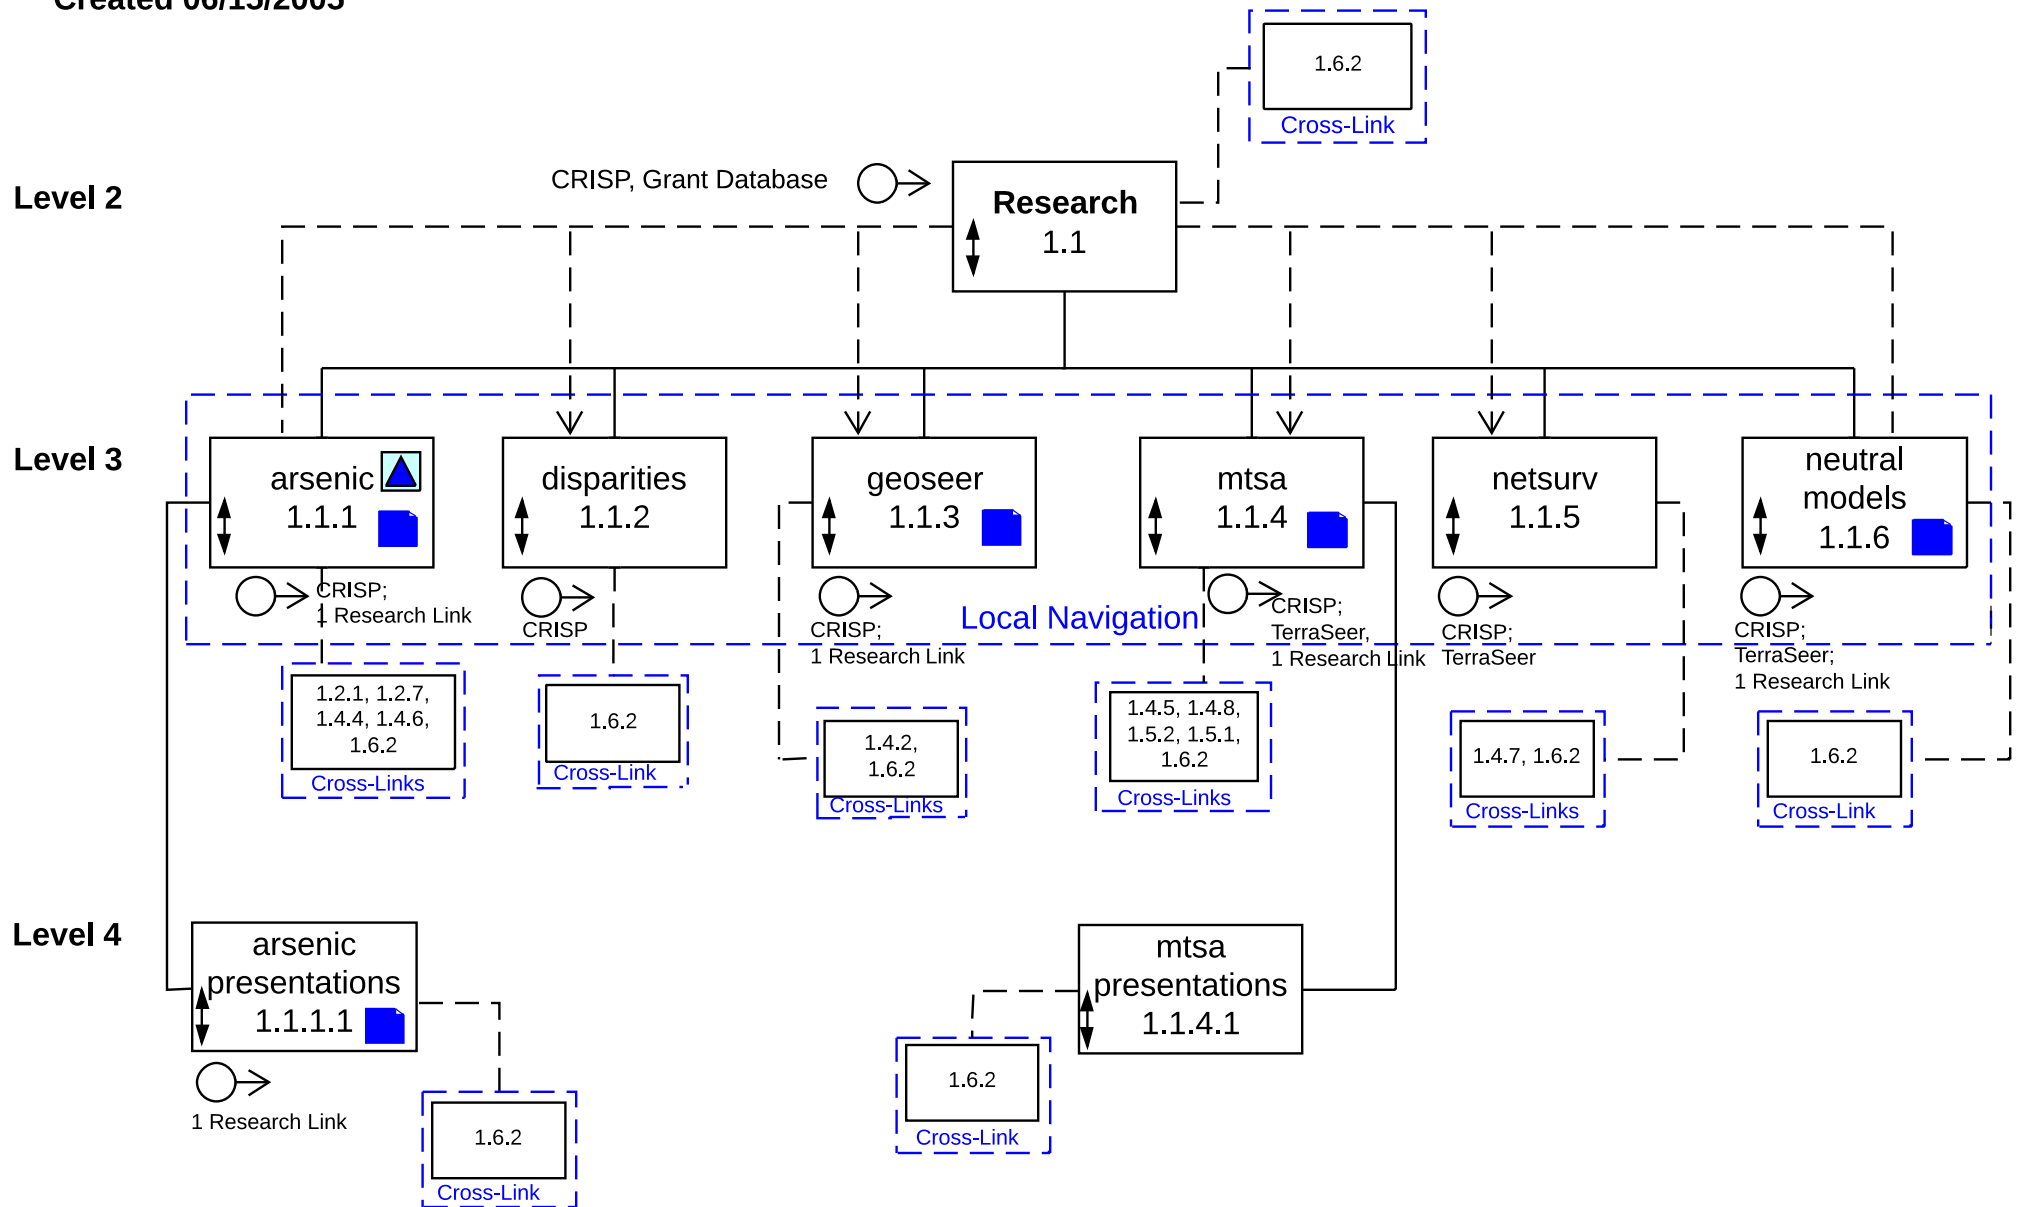 Created 06/15/2005
1.6.2
Cross-Link
CRISP, Grant Database
Level 2
Research
1.1
Level 3
arsenic
1.1.1
disparities
1.1.2
geoseer
1.1.3
mtsa
1.1.4
netsurv
1.1.5
neutral
models
1.1.6
CRISP;
1 Research Link
CRISP
CRISP;
1 Research Link
Local Navigation
CRISP;
TerraSeer,
1 Research Link
CRISP;
TerraSeer
CRISP;
TerraSeer;
1 Research Link
1.2.1, 1.2.7,
1.4.4, 1.4.6,
1.6.2
Cross-Links
1.6.2
Cross-Link
1.4.2,
1.6.2
Cross-Links
1.4.5, 1.4.8,
1.5.2, 1.5.1,
1.6.2
Cross-Links
1.4.7, 1.6.2
Cross-Links
1.6.2
Cross-Link
Level 4
arsenic
presentations
1.1.1.1
mtsa
presentations
1.1.4.1
1 Research Link
1.6.2
Cross-Link
1.6.2
Cross-Link